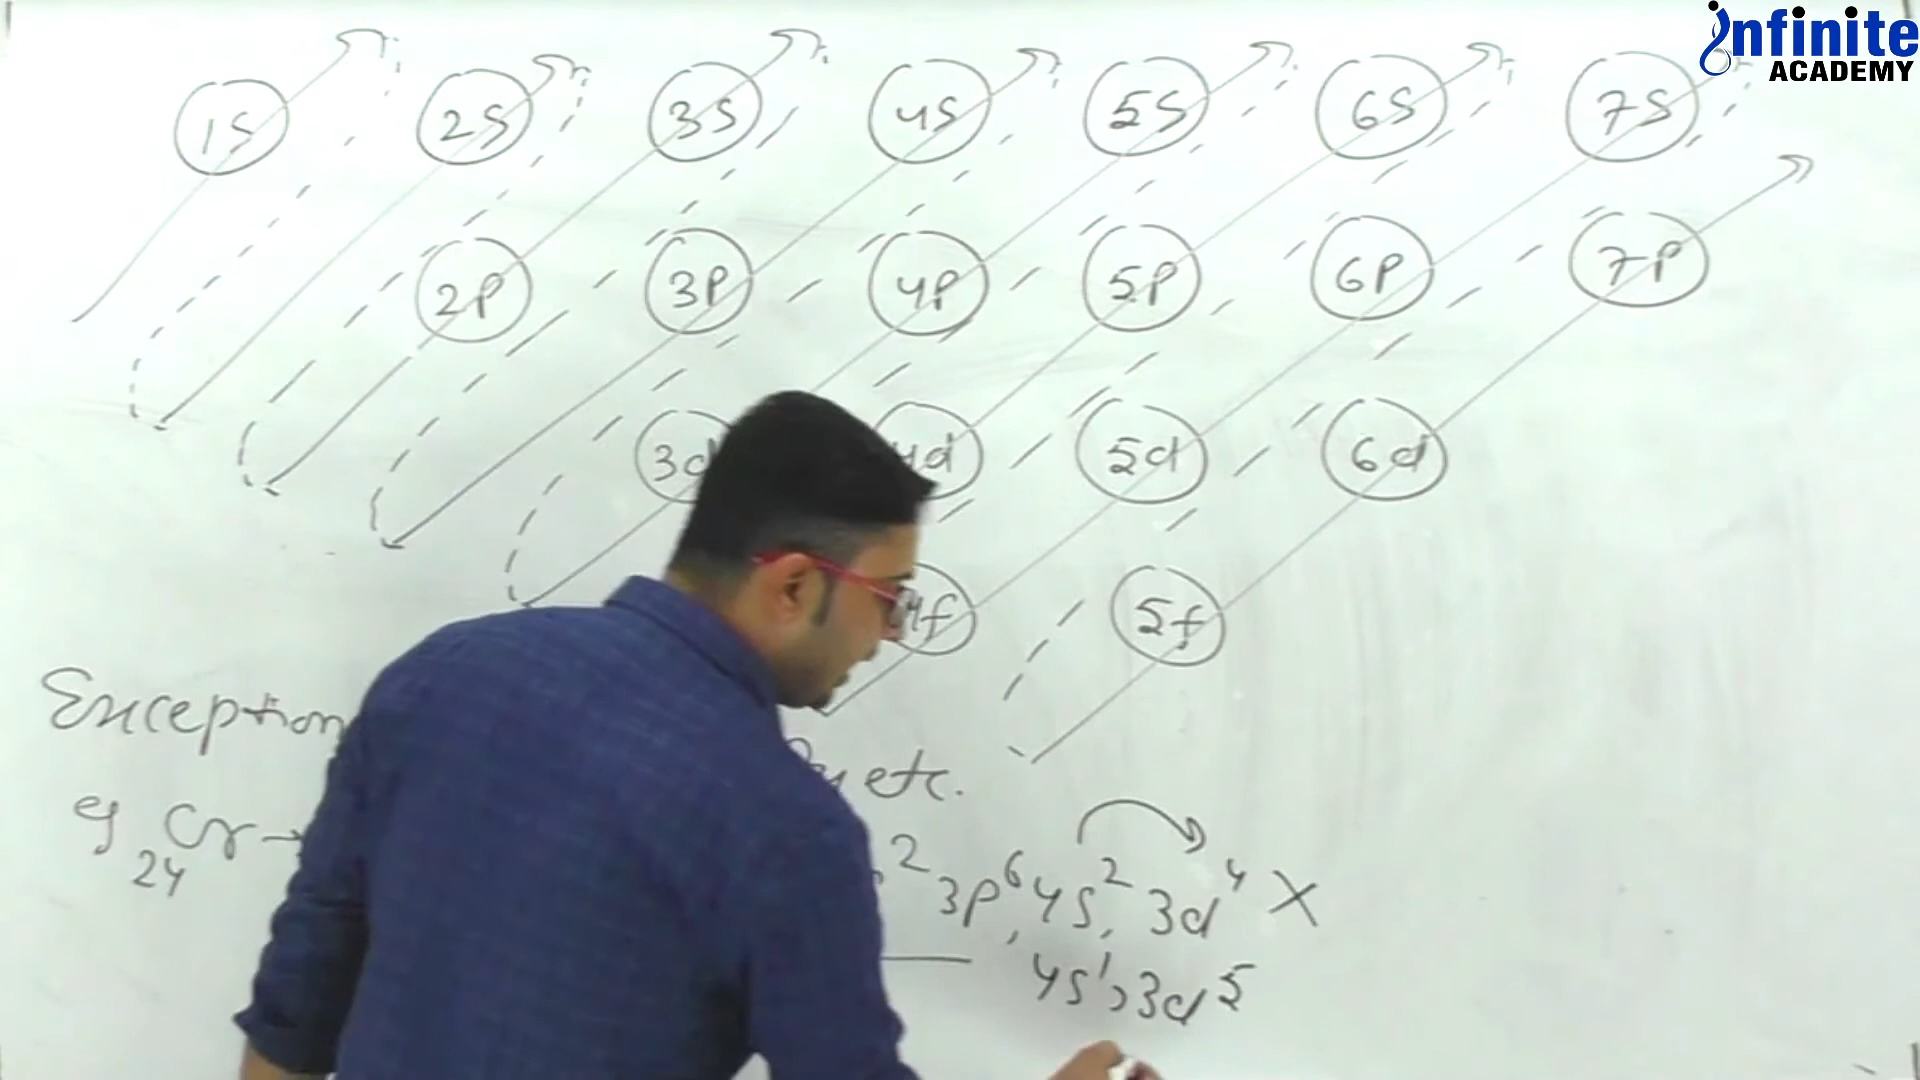 infinite
ACADEMY
1S 2S 3S 4S 5S 6S 7S
2P 3P 4P 5P 6P 7P
3d 4d 5d 6d
4f 5f
Exception etc.
eg 24Cr → 2 3p6 4s2, 3d4 X
, 4s1, 3d5